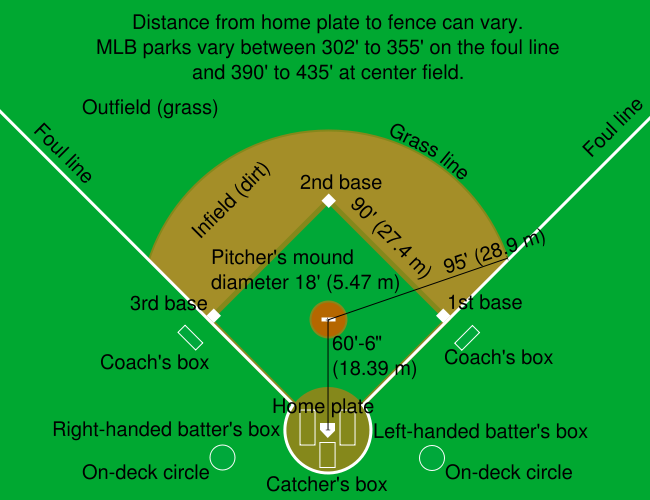 Distance from home plate to fence can vary.
MLB parks vary between 302' to 355' on the foul line
and 390' to 435' at center field.
Outfield (grass)
Foul line
Foul line
Grass line
Infield (dirt)
2nd base
90' (27.4 m)
95' (28.9 m)
Pitcher's mound
diameter 18' (5.47 m)
3rd base
1st base
60'-6"
(18.39 m)
Coach's box
Coach's box
Home plate
Right-handed batter's box
Left-handed batter's box
On-deck circle
On-deck circle
Catcher's box